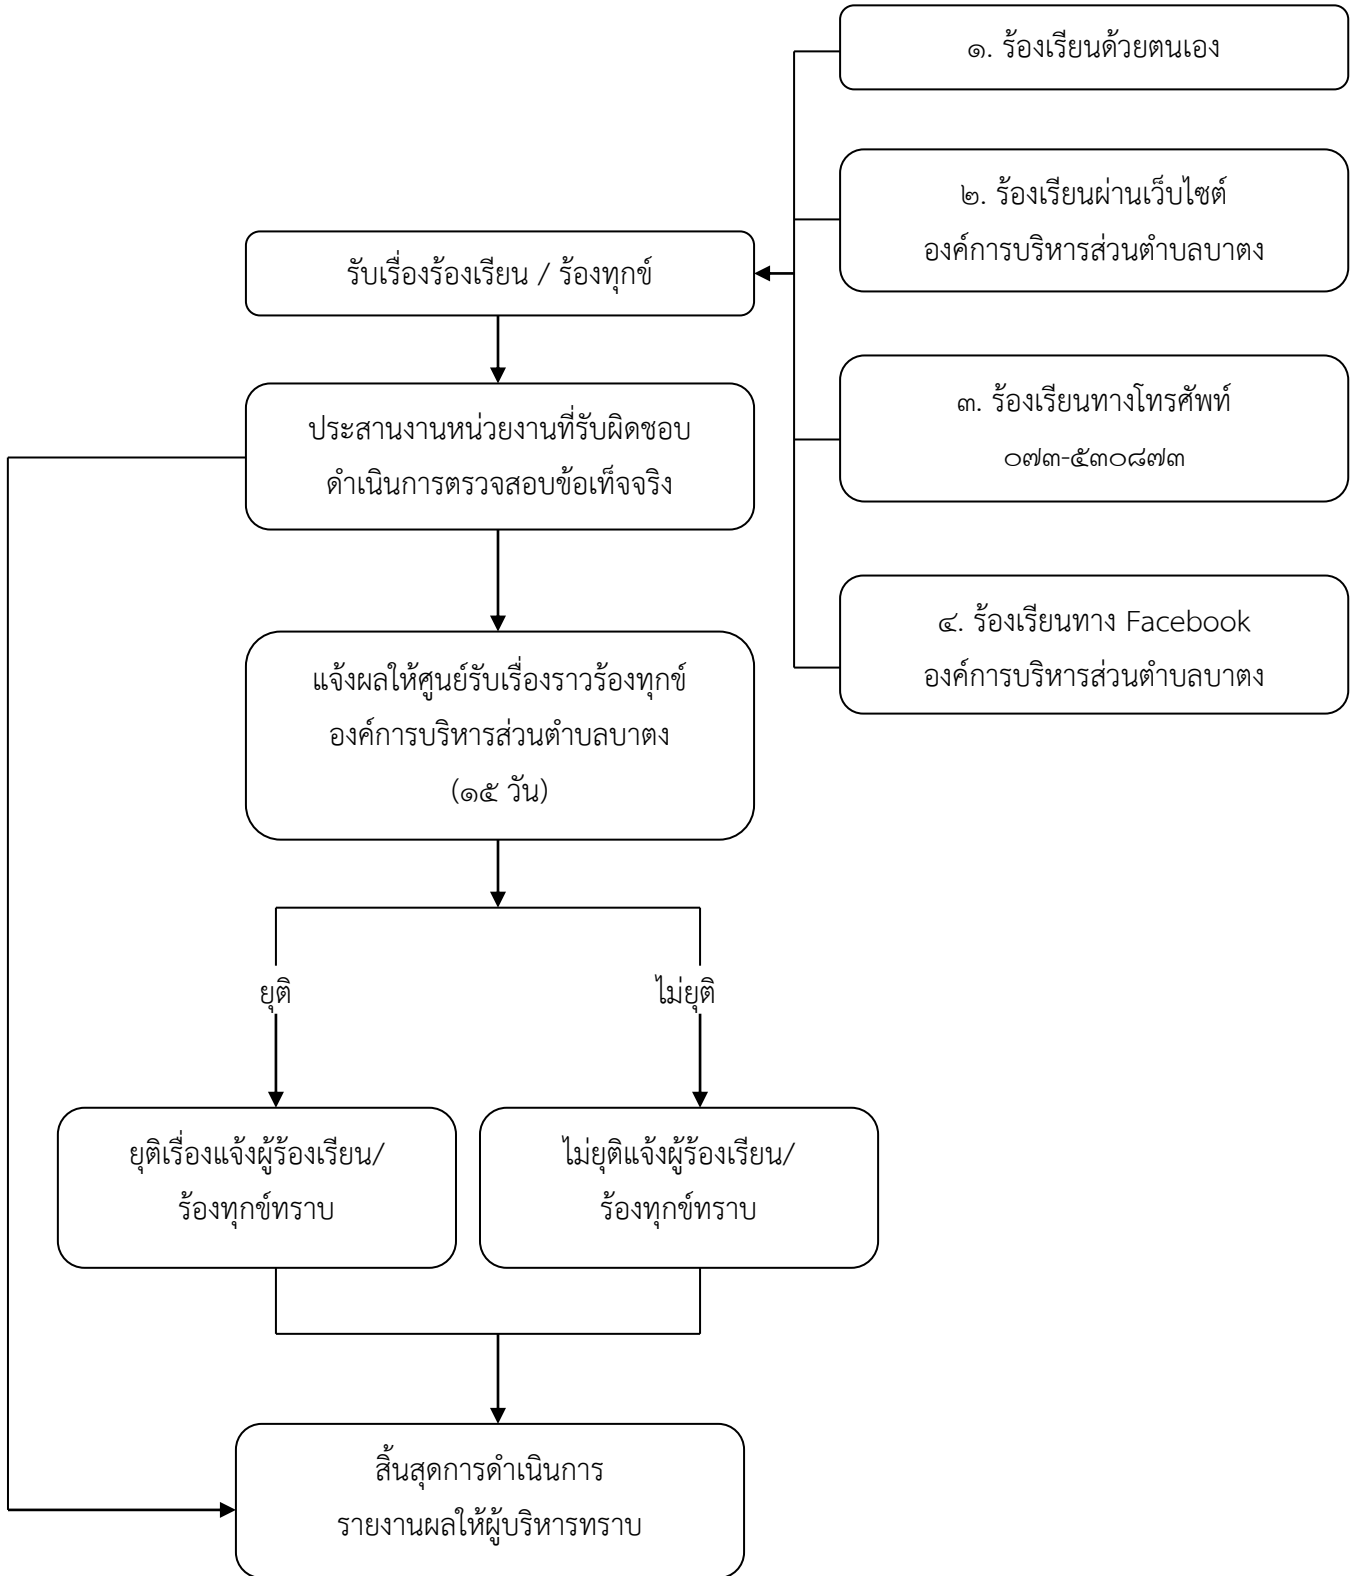 ๑. ร้องเรียนด้วยตนเอง
๒. ร้องเรียนผ่านเว็บไซต์
องค์การบริหารส่วนตำบลบาตง
๓. ร้องเรียนทางโทรศัพท์
๐๗๓-๕๓๐๘๗๓
๔. ร้องเรียนทาง Facebook
องค์การบริหารส่วนตำบลบาตง
รับเรื่องร้องเรียน / ร้องทุกข์
ประสานงานหน่วยงานที่รับผิดชอบ
ดำเนินการตรวจสอบข้อเท็จจริง
แจ้งผลให้ศูนย์รับเรื่องราวร้องทุกข์
องค์การบริหารส่วนตำบลบาตง
(๑๕ วัน)
ยุติ
ไม่ยุติ
ยุติเรื่องแจ้งผู้ร้องเรียน/
ร้องทุกข์ทราบ
ไม่ยุติแจ้งผู้ร้องเรียน/
ร้องทุกข์ทราบ
สิ้นสุดการดำเนินการ
รายงานผลให้ผู้บริหารทราบ